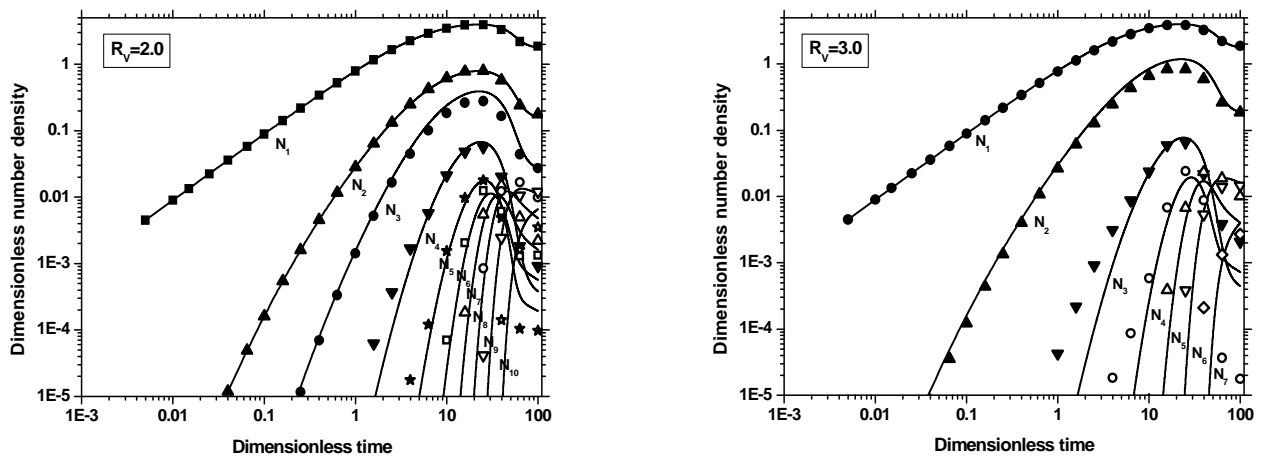 R_V=2.0
Dimensionless number density
1
0.1
0.01
1E-3
1E-4
1E-5
N_1
N_2
N_3
N_4
N_5
N_6
N_7
N_8
N_9
N_10
1E-3 0.01 0.1 1 10 100
Dimensionless time
R_V=3.0
Dimensionless number density
1
0.1
0.01
1E-3
1E-4
1E-5
N_1
N_2
N_3
N_4
N_5
N_6
N_7
1E-3 0.01 0.1 1 10 100
Dimensionless time